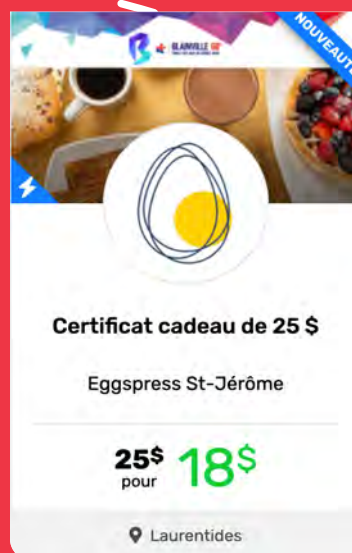 NOUVEAUTÉ
BLAINVILLE
Certificat cadeau de 25 $
Eggspress St-Jérôme
25$
pour
18$
Laurentides